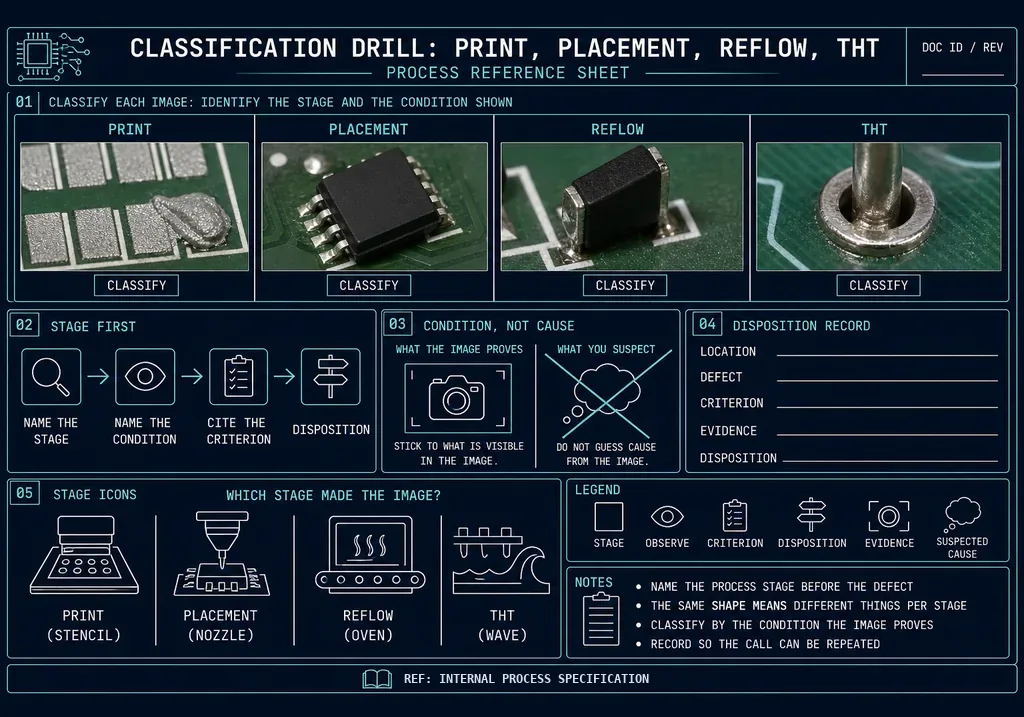 CLASSIFICATION DRILL: PRINT, PLACEMENT, REFLOW, THT
PROCESS REFERENCE SHEET
DOC ID / REV
01 CLASSIFY EACH IMAGE: IDENTIFY THE STAGE AND THE CONDITION SHOWN
PRINT
PLACEMENT
REFLOW
THT
CLASSIFY
CLASSIFY
CLASSIFY
CLASSIFY
02 STAGE FIRST
NAME THE
STAGE
NAME THE
CONDITION
CITE THE
CRITERION
DISPOSITION
03 CONDITION, NOT CAUSE
WHAT THE IMAGE PROVES
STICK TO WHAT IS VISIBLE
IN THE IMAGE.
WHAT YOU SUSPECT
DO NOT GUESS CAUSE
FROM THE IMAGE.
04 DISPOSITION RECORD
LOCATION
DEFECT
CRITERION
EVIDENCE
DISPOSITION
05 STAGE ICONS
WHICH STAGE MADE THE IMAGE?
PRINT
(STENCIL)
PLACEMENT
(NOZZLE)
REFLOW
(OVEN)
THT
(WAVE)
LEGEND
STAGE
OBSERVE
CRITERION
DISPOSITION
EVIDENCE
SUSPECTED
CAUSE
NOTES
• NAME THE PROCESS STAGE BEFORE THE DEFECT
• THE SAME SHAPE MEANS DIFFERENT THINGS PER STAGE
• CLASSIFY BY THE CONDITION THE IMAGE PROVES
• RECORD SO THE CALL CAN BE REPEATED
REF: INTERNAL PROCESS SPECIFICATION